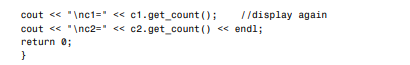 cout << "\nc1=" << c1.get_count();    //display again
cout << "\nc2=" << c2.get_count() << endl;
return 0;
}